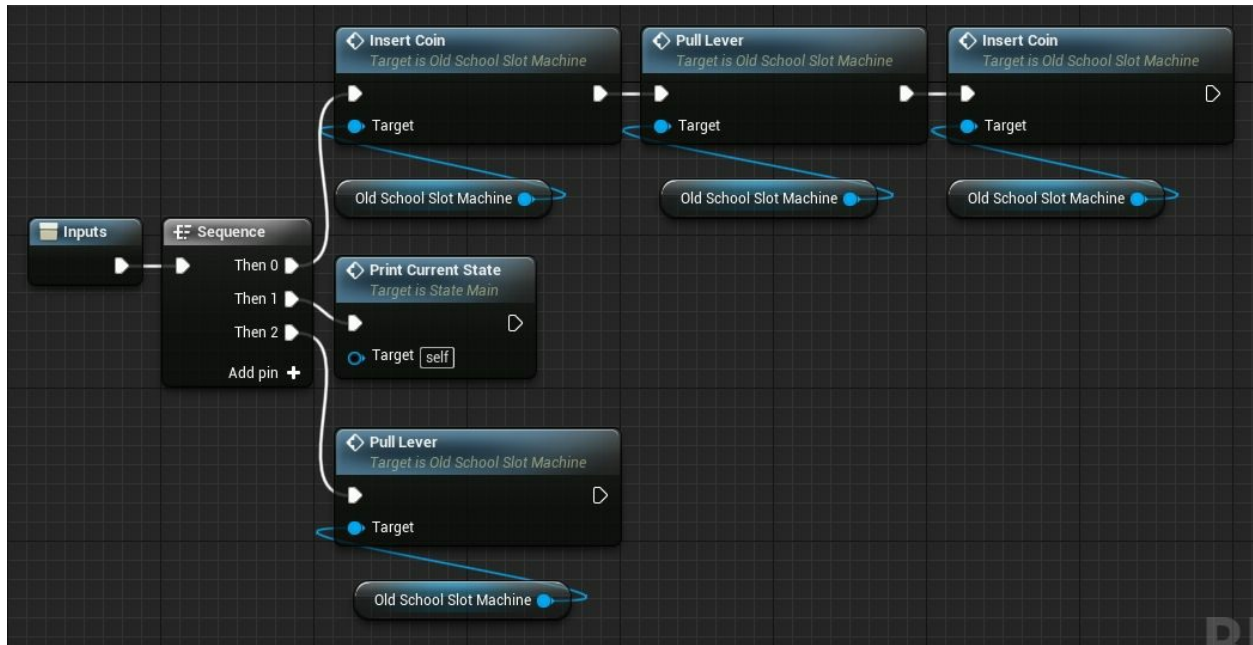 Insert Coin
Target is Old School Slot Machine
Target
Old School Slot Machine
Pull Lever
Target is Old School Slot Machine
Target
Old School Slot Machine
Insert Coin
Target is Old School Slot Machine
Target
Old School Slot Machine
Inputs
Sequence
Then 0
Then 1
Then 2
Add pin
Print Current State
Target is State Main
Target self
Pull Lever
Target is Old School Slot Machine
Target
Old School Slot Machine